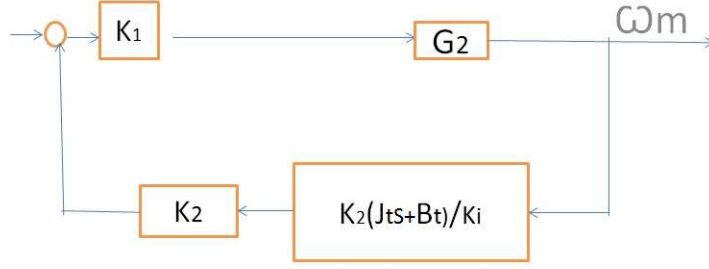 K1
G2
ωm
K2
K2(Jts+Bt)/Ki